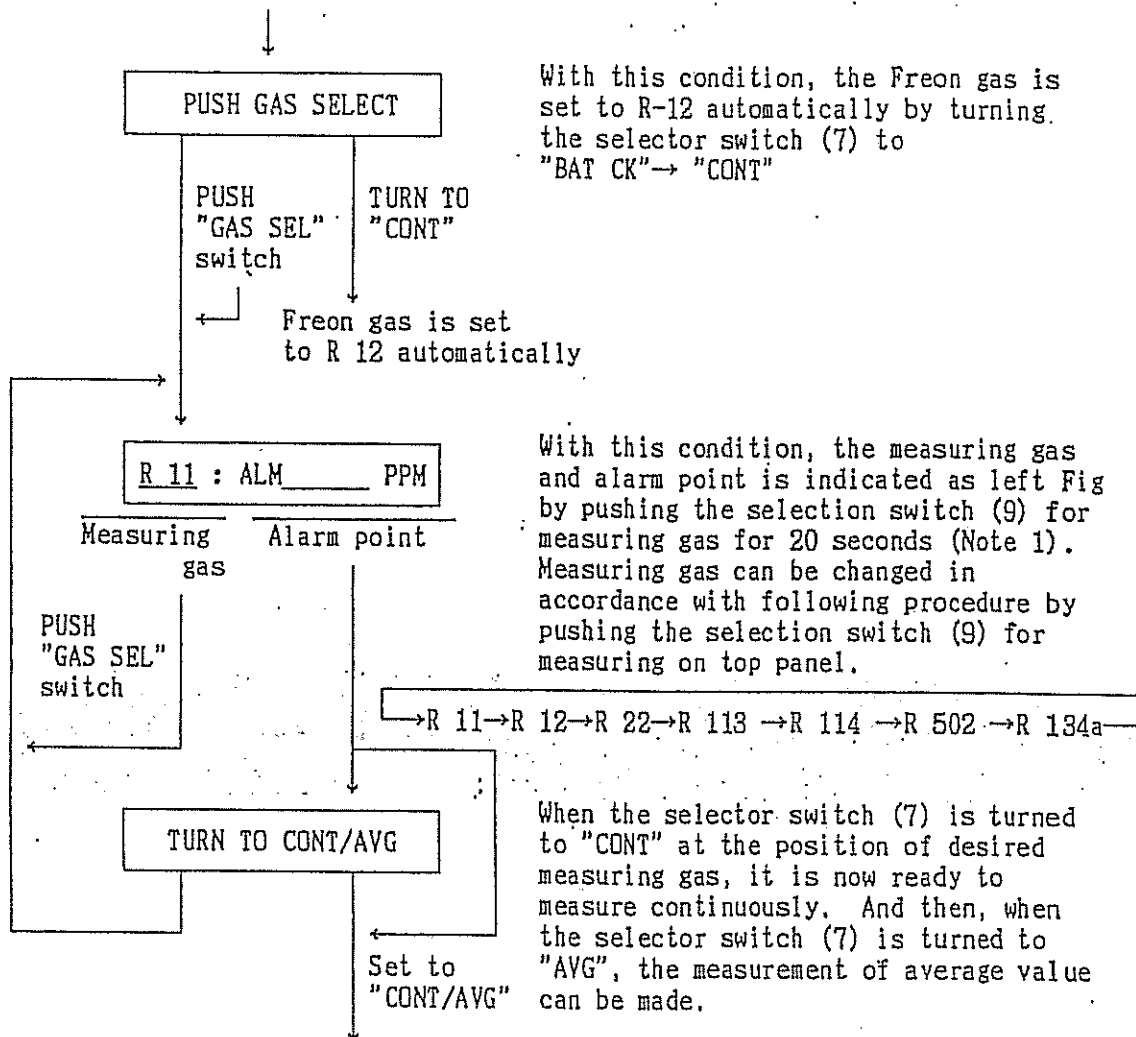 PUSH GAS SELECT
With this condition, the Freon gas is
set to R-12 automatically by turning.
the selector switch (7) to
"BAT CK"→ "CONT"
PUSH
"GAS SEL"
switch
TURN TO
"CONT"
Freon gas is set
to R 12 automatically
R 11 : ALM______ PPM
Measuring
gas
Alarm point
With this condition, the measuring gas
and alarm point is indicated as left Fig
by pushing the selection switch (9) for
measuring gas for 20 seconds (Note 1).
Measuring gas can be changed in
accordance with following procedure by
pushing the selection switch (9) for
measuring on top panel.
PUSH
"GAS SEL"
switch
→R 11→R 12→R 22→R 113 →R 114 →R 502 →R 134a
TURN TO CONT/AVG
When the selector switch (7) is turned
to "CONT" at the position of desired
measuring gas, it is now ready to
measure continuously. And then, when
the selector switch (7) is turned to
"AVG", the measurement of average value
can be made.
Set to
"CONT/AVG"